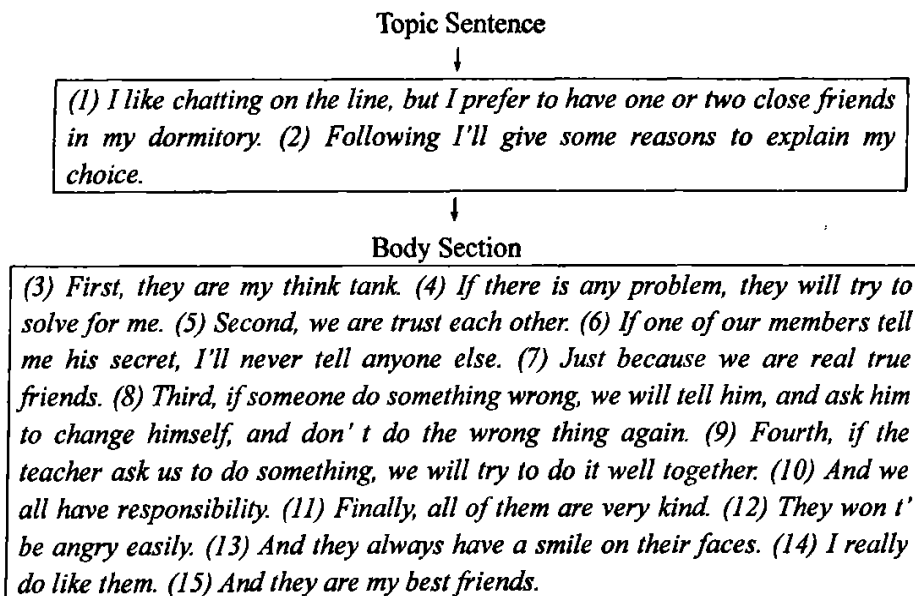 Topic Sentence
(1) I like chatting on the line, but I prefer to have one or two close friends
in my dormitory. (2) Following I'll give some reasons to explain my
choice.
Body Section
(3) First, they are my think tank. (4) If there is any problem, they will try to
solve for me. (5) Second, we are trust each other. (6) If one of our members tell
me his secret, I'll never tell anyone else. (7) Just because we are real true
friends. (8) Third, if someone do something wrong, we will tell him, and ask him
to change himself, and don' t do the wrong thing again. (9) Fourth, if the
teacher ask us to do something, we will try to do it well together. (10) And we
all have responsibility. (11) Finally, all of them are very kind. (12) They won t'
be angry easily. (13) And they always have a smile on their faces. (14) I really
do like them. (15) And they are my best friends.